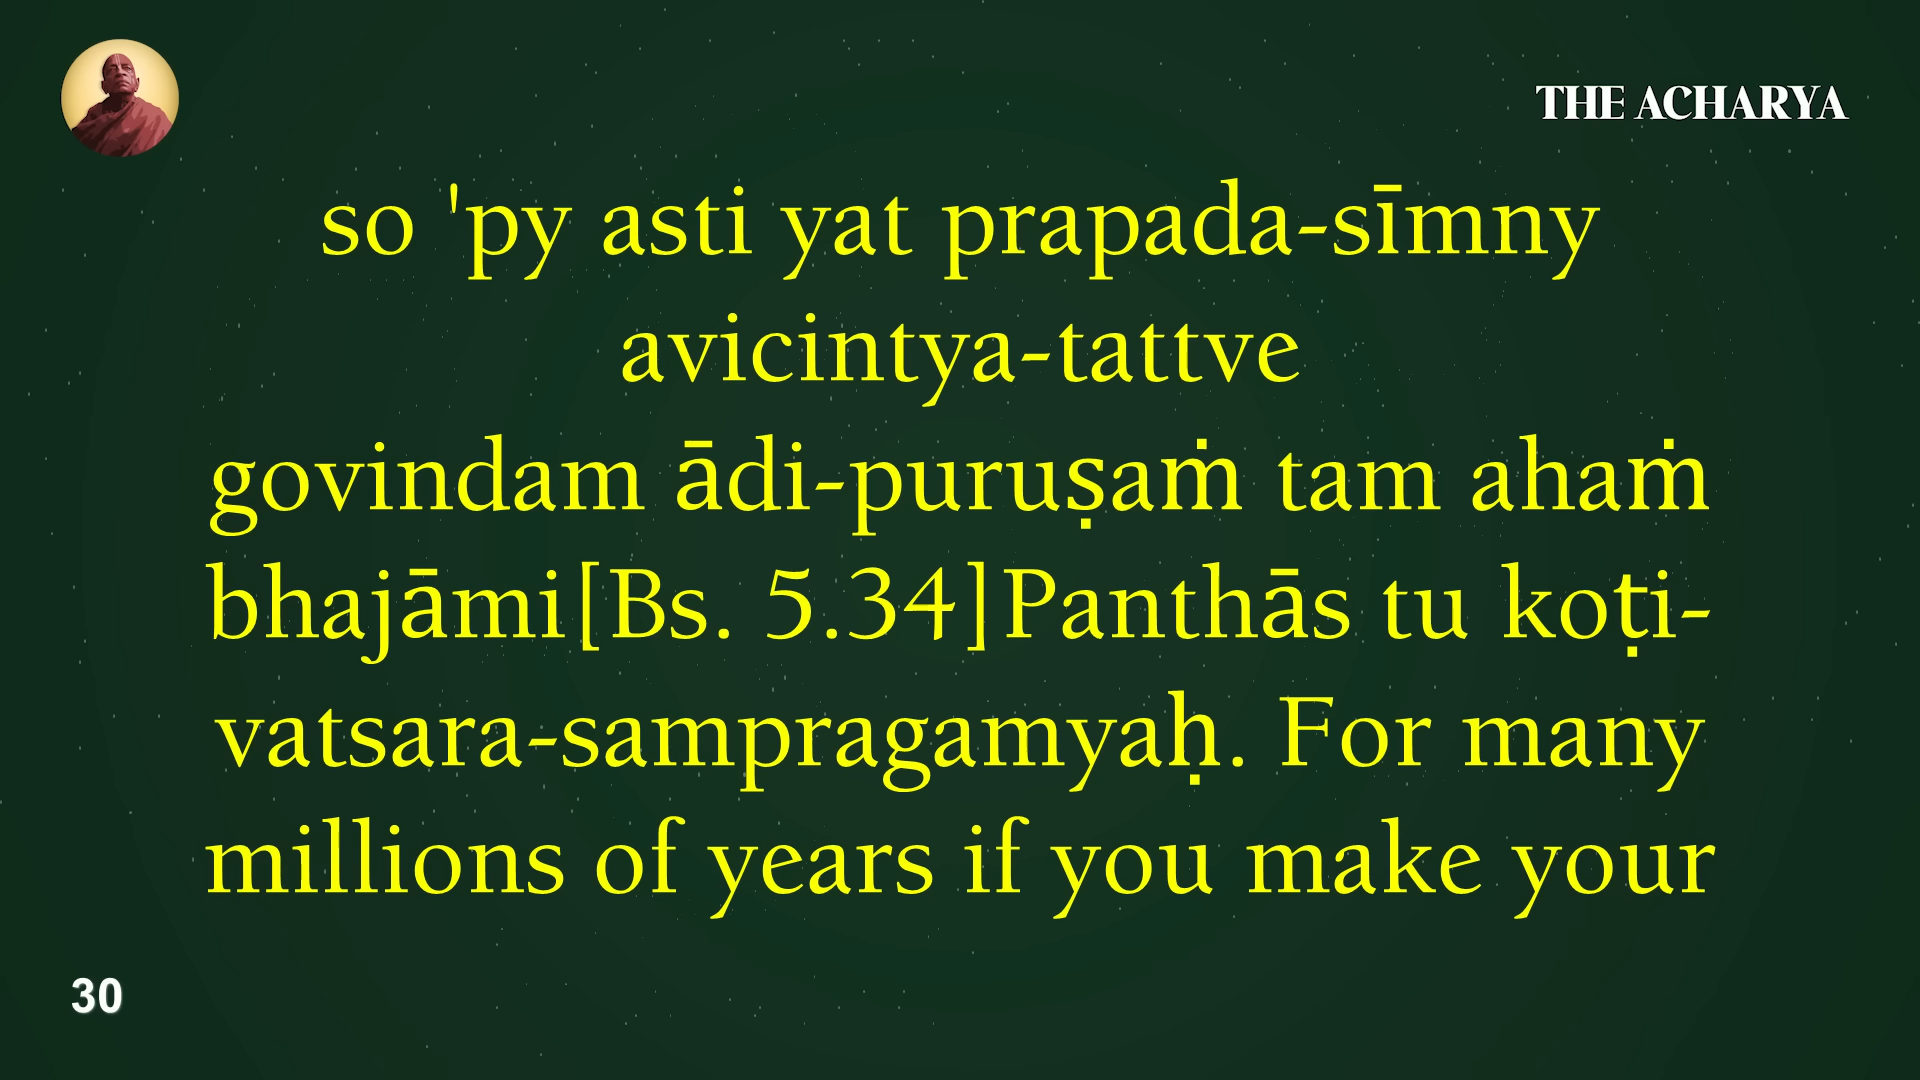 THE ACHARYA
so 'py asti yat prapada-sīmny
avicintya-tattve
govindam ādi-puruṣaṁ tam ahaṁ
bhajāmi[Bs. 5.34]Panthās tu koṭi-
vatsara-sampragamyaḥ. For many
millions of years if you make your
30